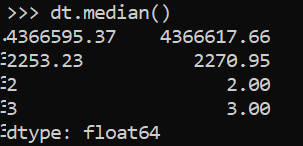 >>> dt.median()
.4366595.37    4366617.66
2253.23        2270.95
2                 2.00
3                 3.00
dtype: float64